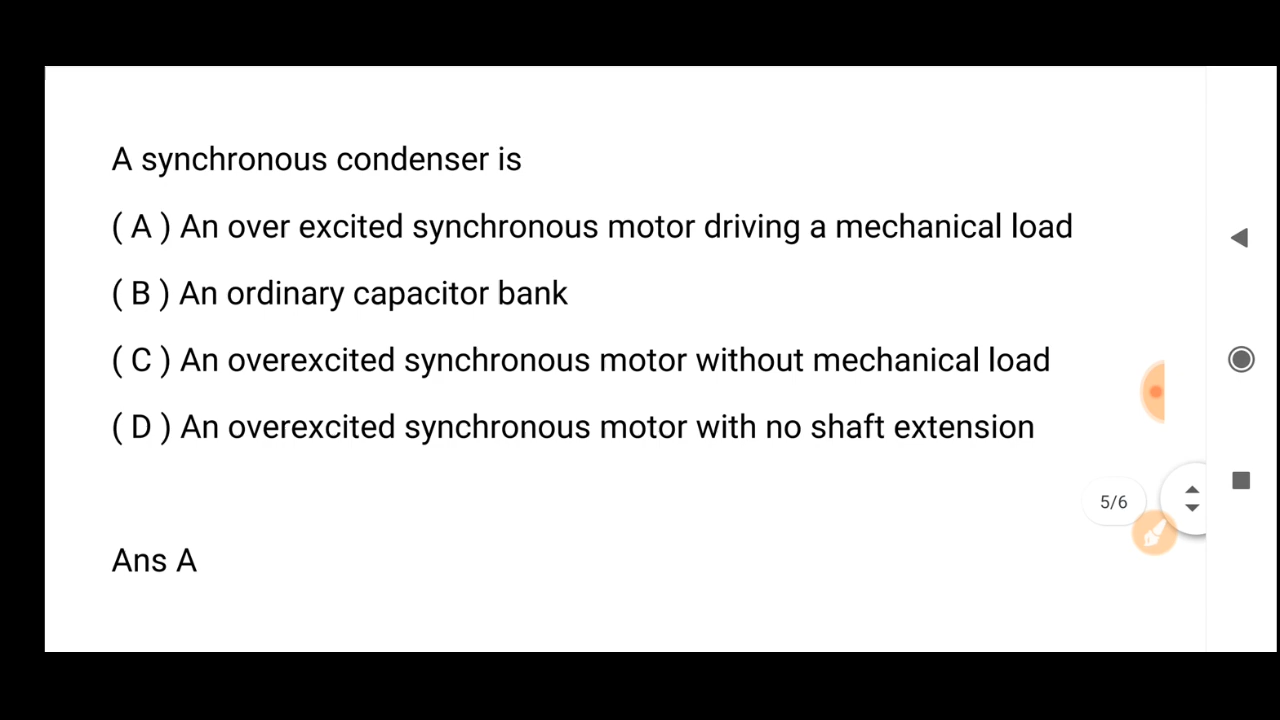 A synchronous condenser is
( A ) An over excited synchronous motor driving a mechanical load
( B ) An ordinary capacitor bank
( C ) An overexcited synchronous motor without mechanical load
( D ) An overexcited synchronous motor with no shaft extension
5/6
Ans A